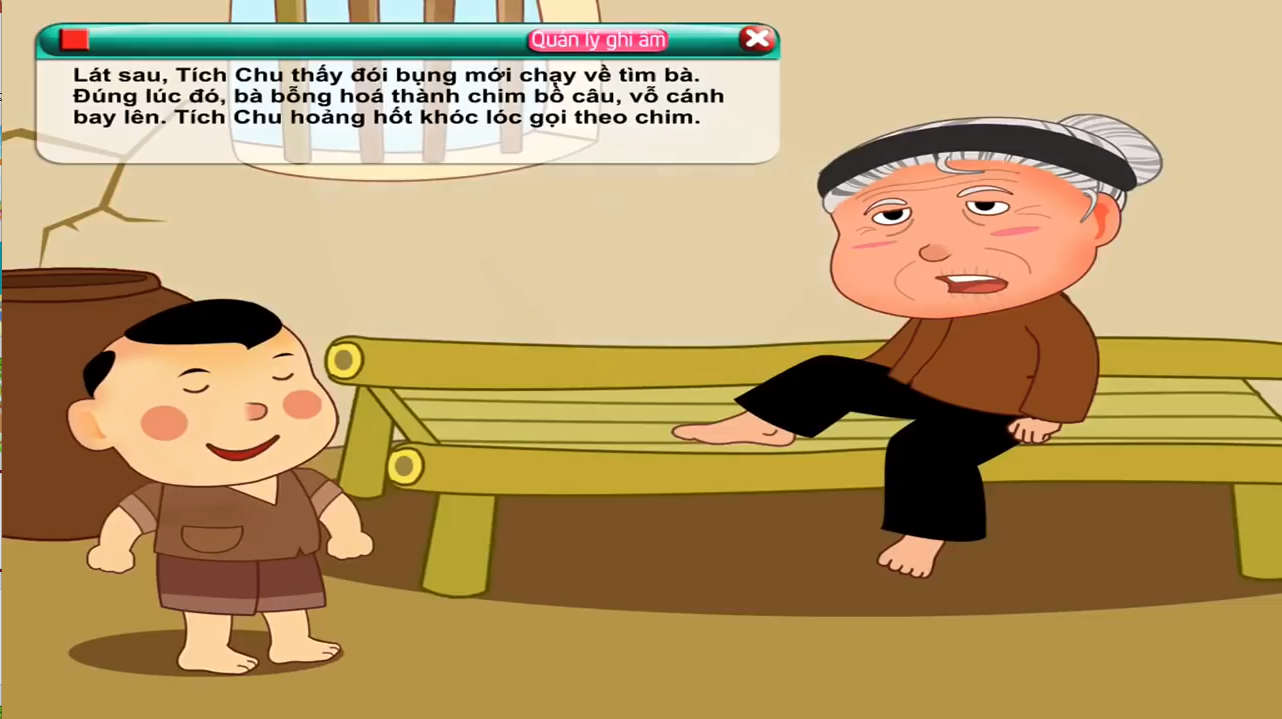 Quản lý ghi âm
Lát sau, Tích Chu thấy đói bụng mới chạy về tìm bà.
Đúng lúc đó, bà bỗng hoá thành chim bồ câu, vỗ cánh
bay lên. Tích Chu hoảng hốt khóc lóc gọi theo chim.